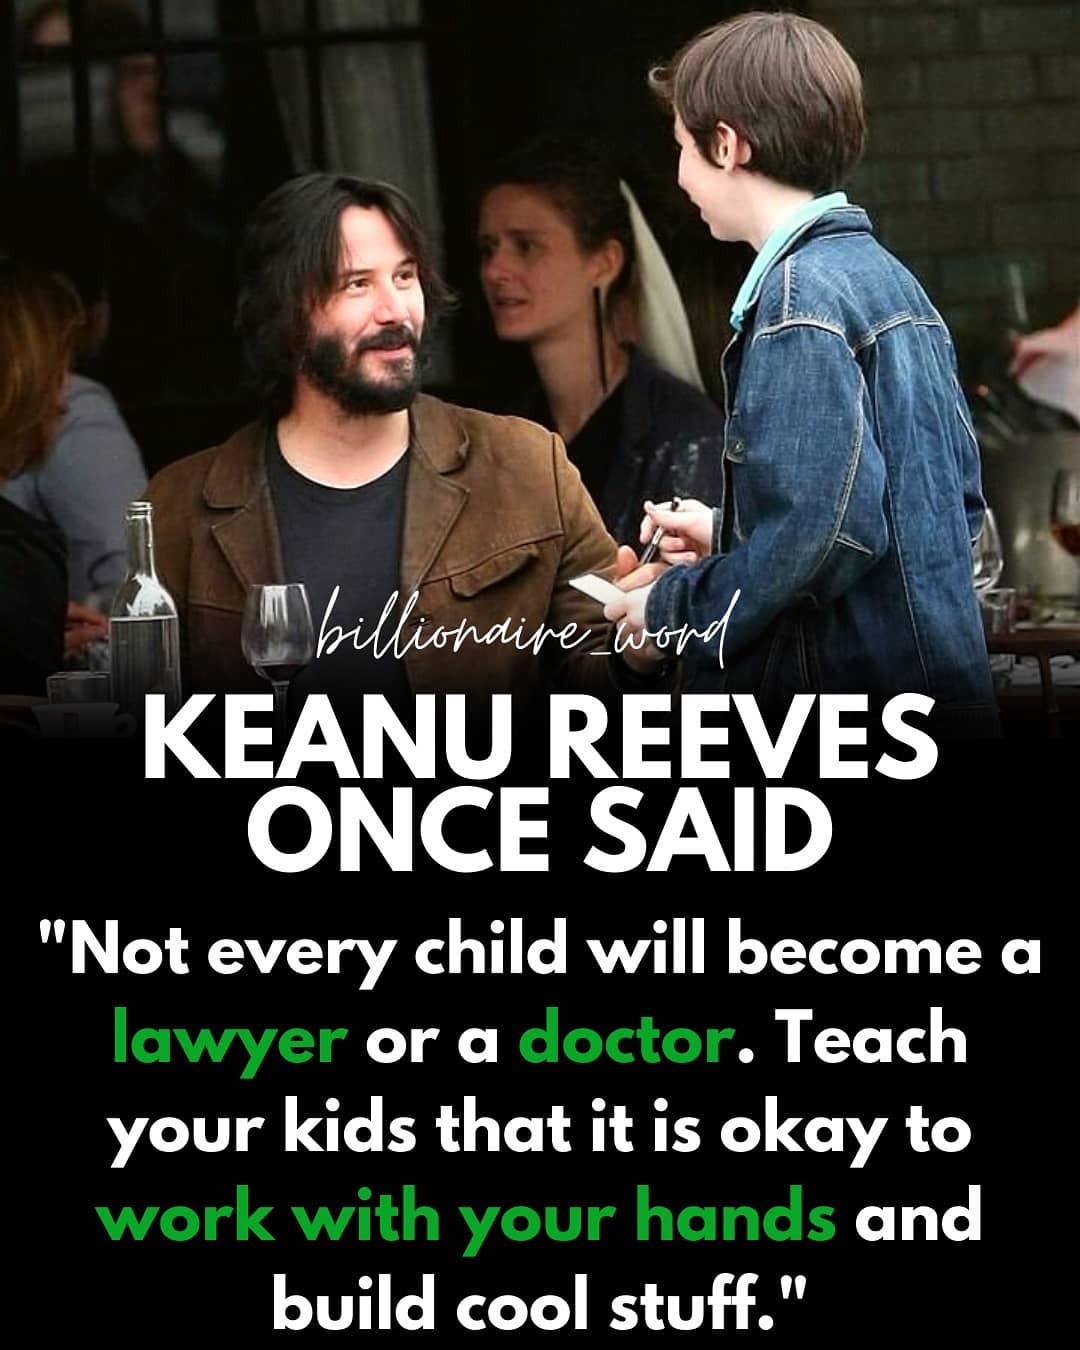 billionaire_word
KEANU REEVES
ONCE SAID
"Not every child will become a
lawyer or a doctor. Teach
your kids that it is okay to
work with your hands and
build cool stuff."